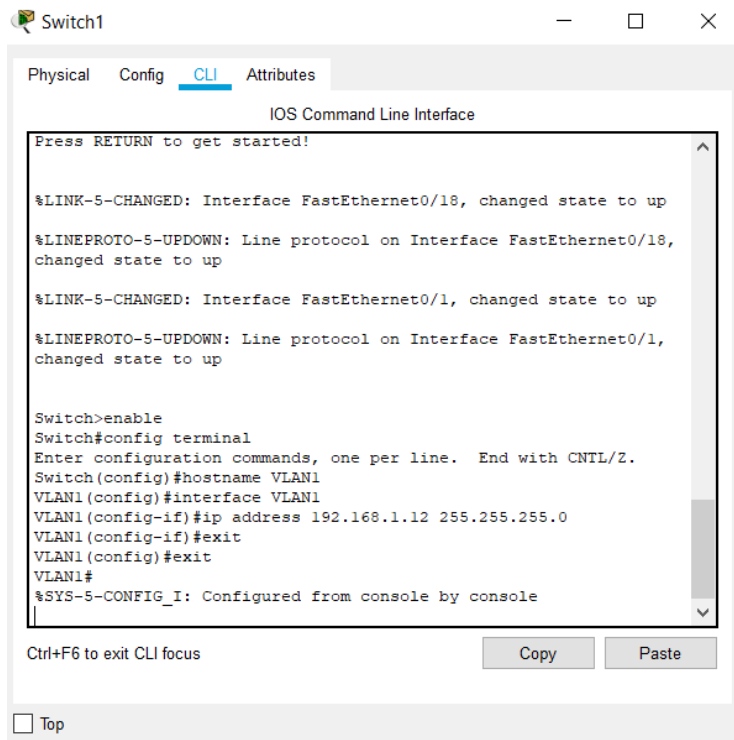 Switch1
Physical Config CLI Attributes
IOS Command Line Interface
Press RETURN to get started!
%LINK-5-CHANGED: Interface FastEthernet0/18, changed state to up
%LINEPROTO-5-UPDOWN: Line protocol on Interface FastEthernet0/18,
changed state to up
%LINK-5-CHANGED: Interface FastEthernet0/1, changed state to up
%LINEPROTO-5-UPDOWN: Line protocol on Interface FastEthernet0/1,
changed state to up
Switch>enable
Switch#config terminal
Enter configuration commands, one per line.  End with CNTL/Z.
Switch(config)#hostname VLAN1
VLAN1(config)#interface VLAN1
VLAN1(config-if)#ip address 192.168.1.12 255.255.255.0
VLAN1(config-if)#exit
VLAN1(config)#exit
VLAN1#
%SYS-5-CONFIG_I: Configured from console by console
Ctrl+F6 to exit CLI focus
Copy Paste
Top